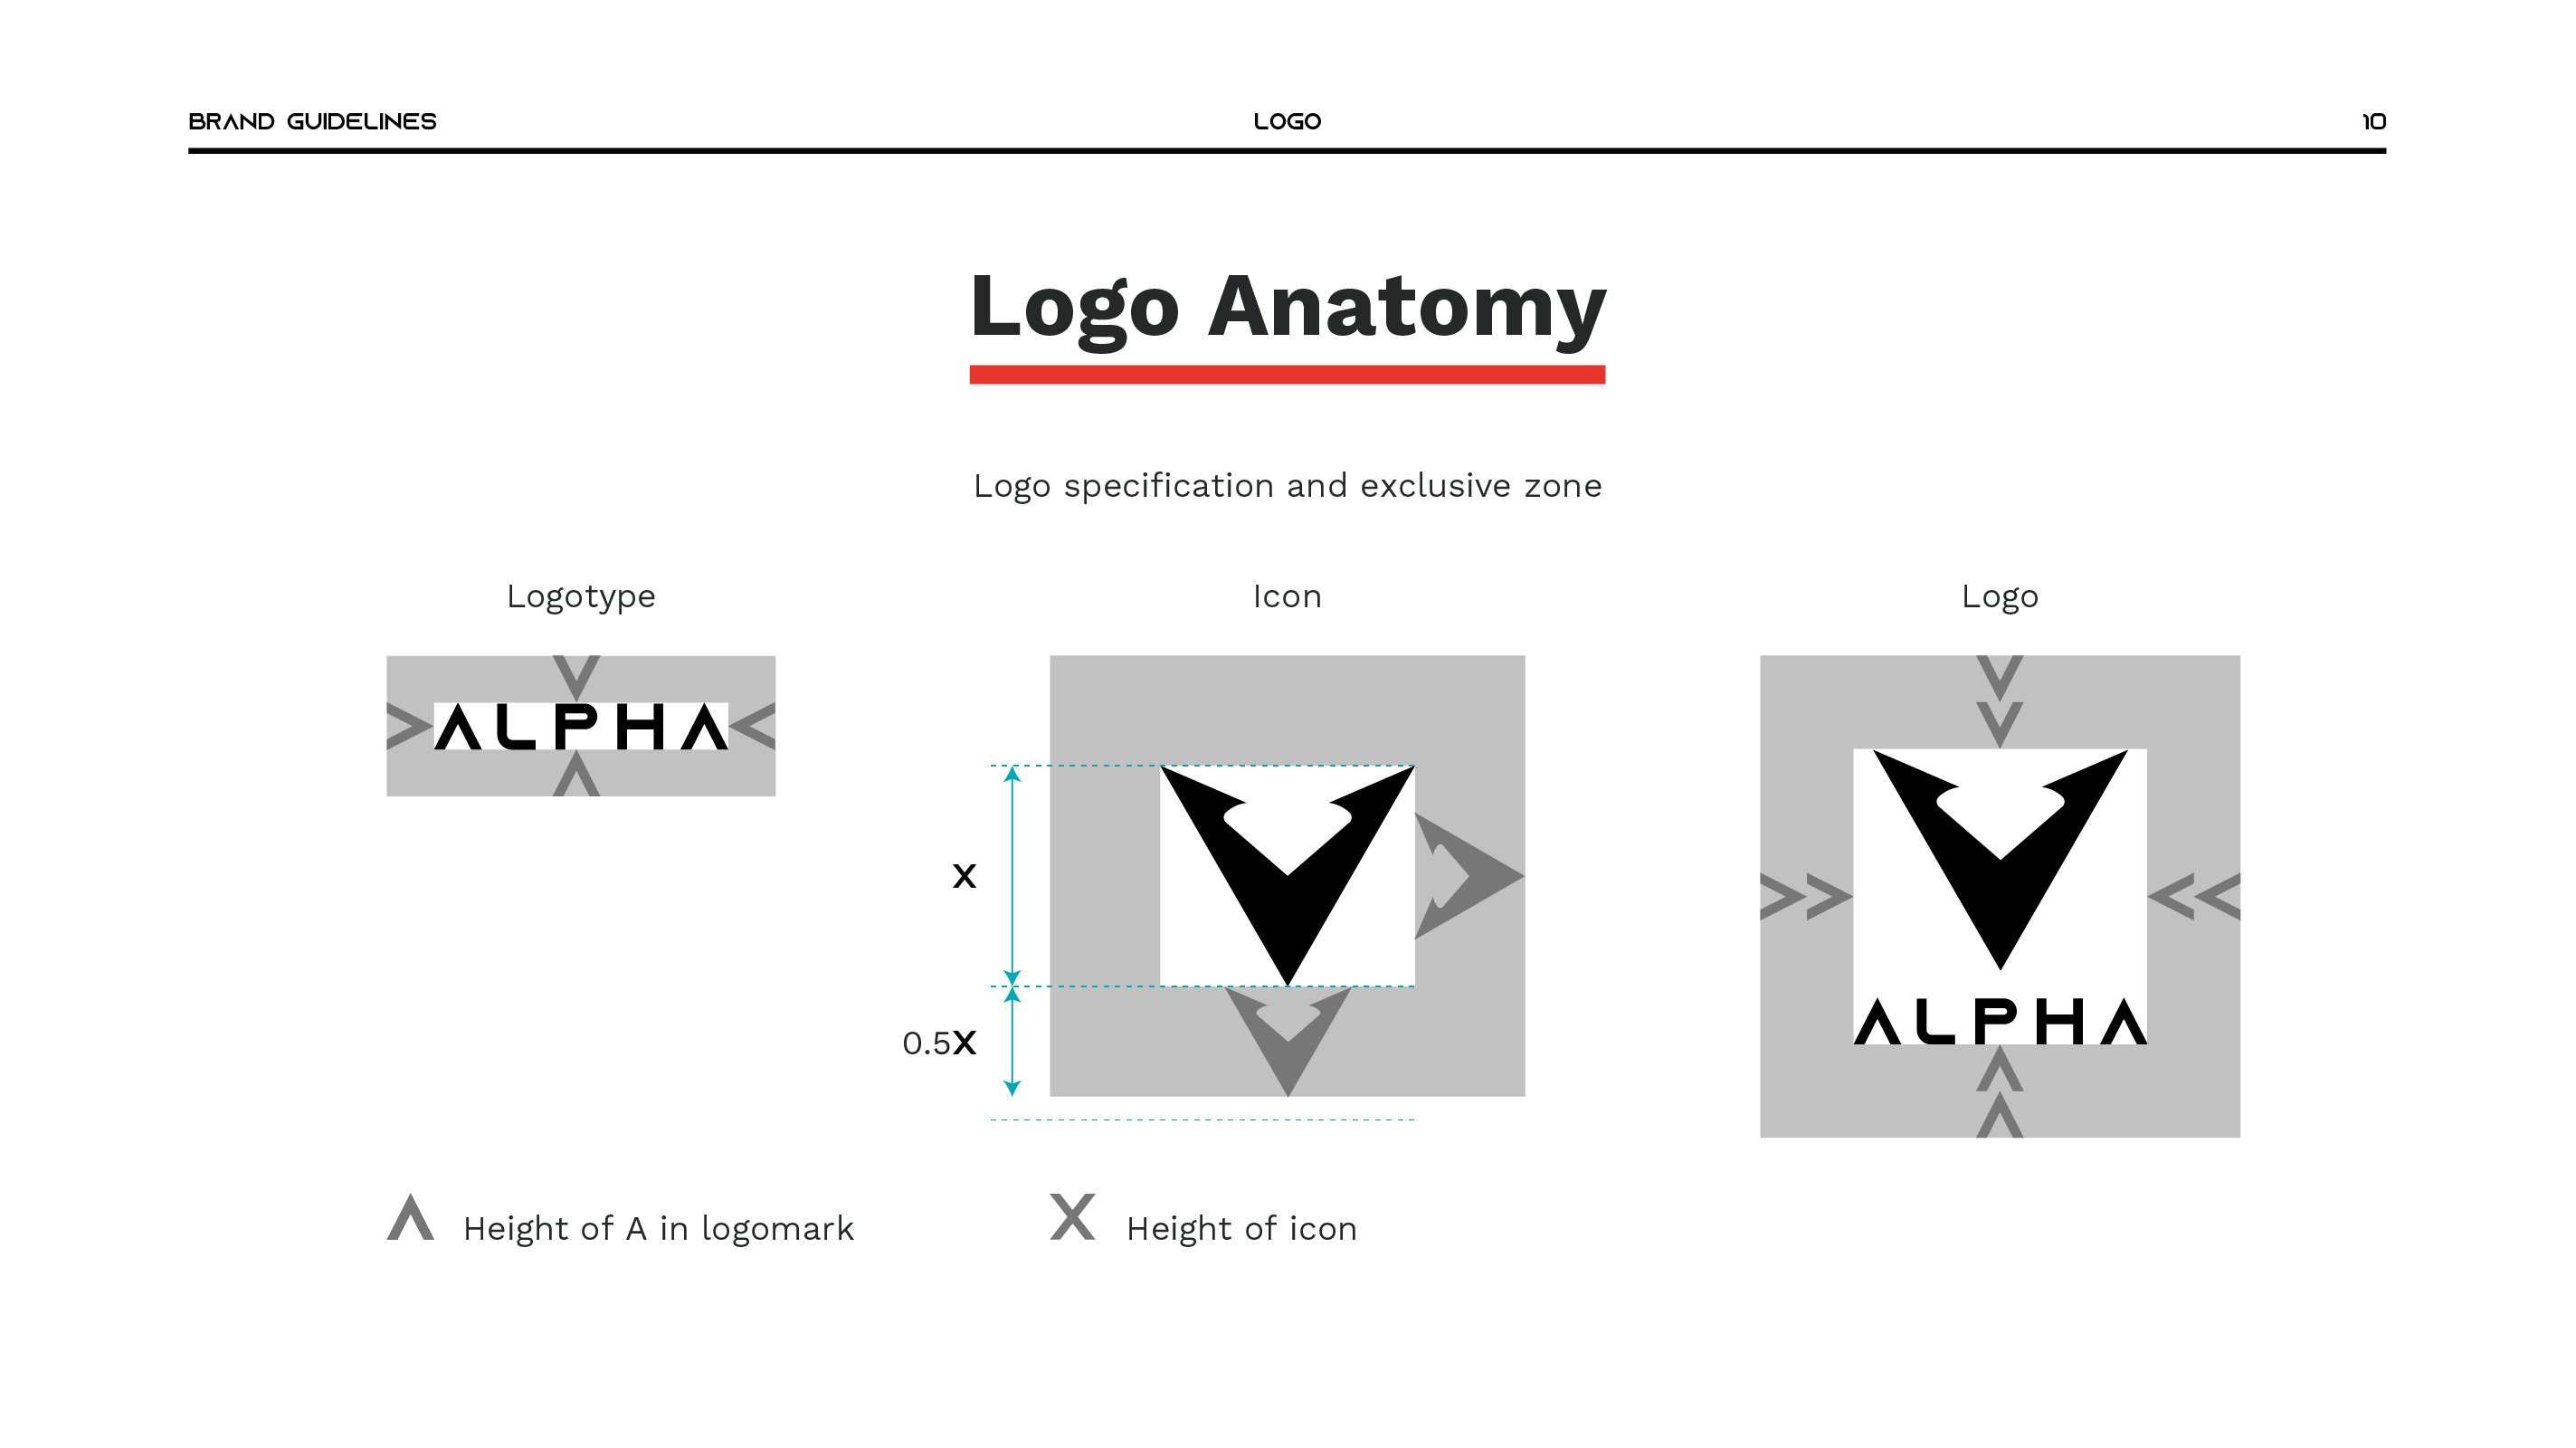 BRAND GUIDELINES
LOGO
10
Logo Anatomy
Logo specification and exclusive zone
Logotype
Icon
Logo
ALPHA
X
0.5X
ALPHA
Height of A in logomark
X Height of icon